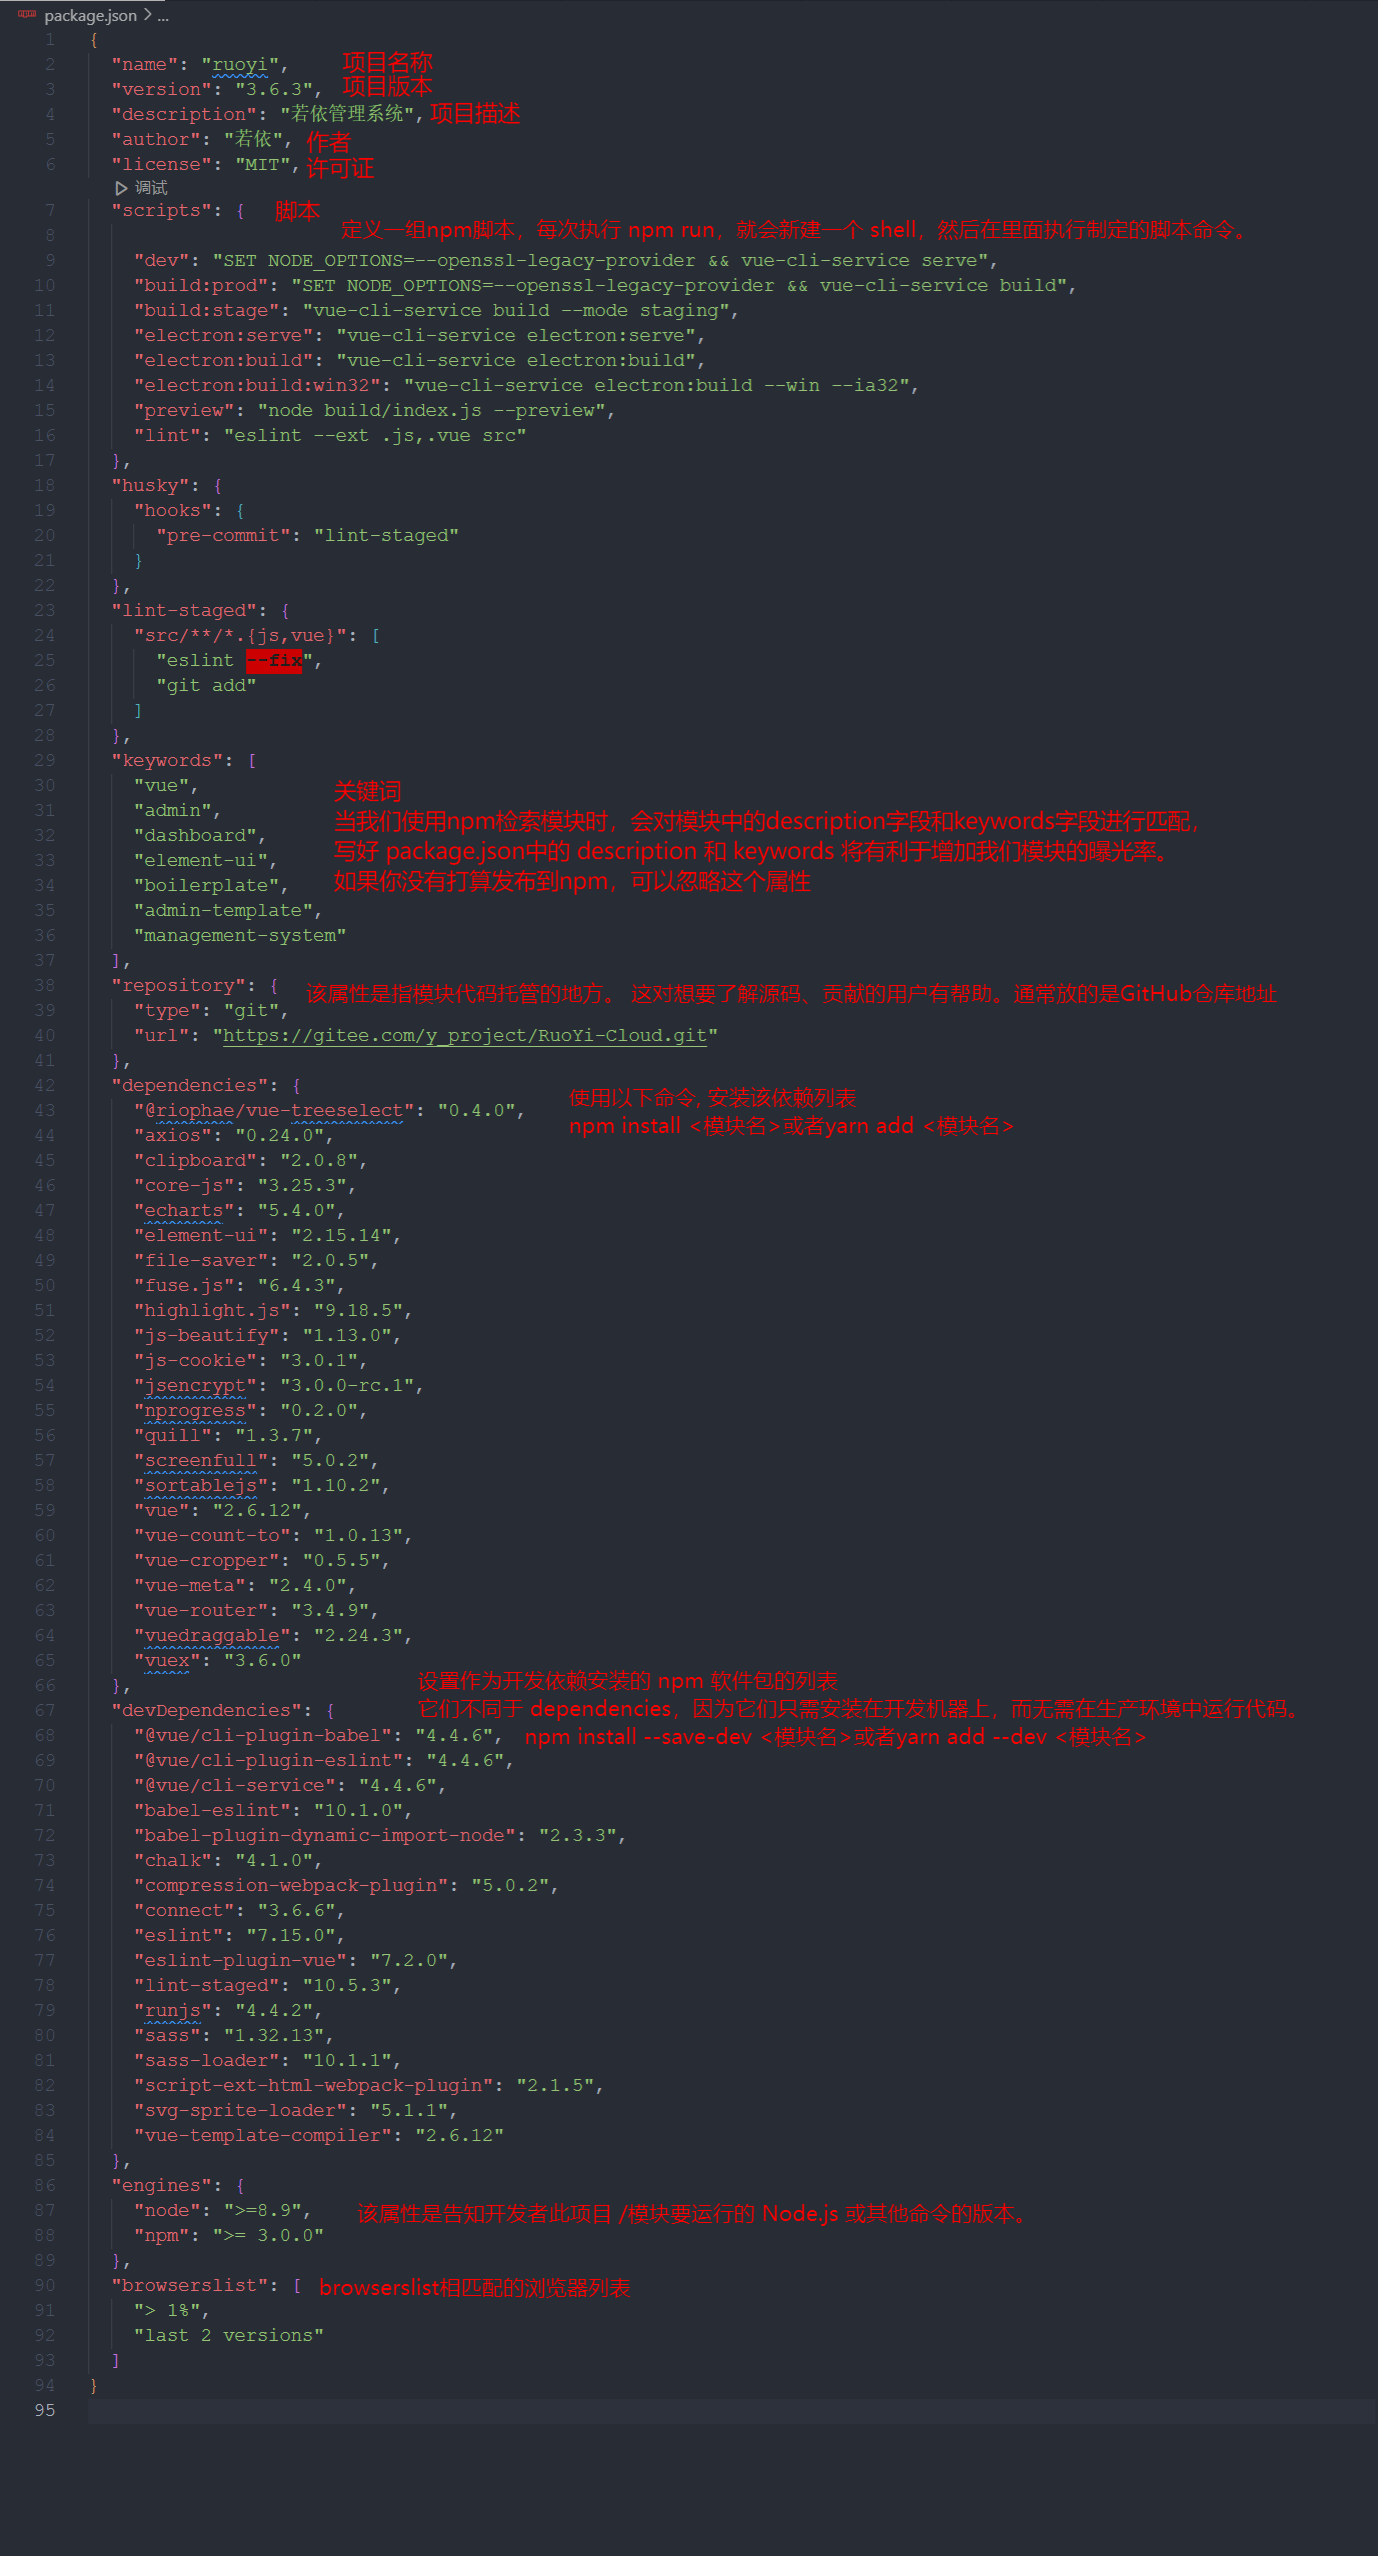 package.json > ...
1 {
2 "name": "ruoyi", 项目名称
3 "version": "3.6.3", 项目版本
4 "description": "若依管理系统", 项目描述
5 "author": "若依", 作者
6 "license": "MIT", 许可证
调试
7 "scripts": { 脚本
8 定义一组npm脚本，每次执行 npm run，就会新建一个 shell，然后在里面执行制定的脚本命令。
9 "dev": "SET NODE_OPTIONS=--openssl-legacy-provider && vue-cli-service serve",
10 "build:prod": "SET NODE_OPTIONS=--openssl-legacy-provider && vue-cli-service build",
11 "build:stage": "vue-cli-service build --mode staging",
12 "electron:serve": "vue-cli-service electron:serve",
13 "electron:build": "vue-cli-service electron:build",
14 "electron:build:win32": "vue-cli-service electron:build --win --ia32",
15 "preview": "node build/index.js --preview",
16 "lint": "eslint --ext .js,.vue src"
17 },
18 "husky": {
19 "hooks": {
20 "pre-commit": "lint-staged"
21 }
22 },
23 "lint-staged": {
24 "src/**/*.{js,vue}": [
25 "eslint --fix",
26 "git add"
27 ]
28 },
29 "keywords": [
30 "vue", 关键词
31 "admin", 当我们使用npm检索模块时，会对模块中的description字段和keywords字段进行匹配，
32 "dashboard",
33 "element-ui", 写好 package.json中的 description 和 keywords 将有利于增加我们模块的曝光率。
34 "boilerplate", 如果你没有打算发布到npm，可以忽略这个属性
35 "admin-template",
36 "management-system"
37 ],
38 "repository": { 该属性是指模块代码托管的地方。 这对想要了解源码、贡献的用户有帮助。通常放的是GitHub仓库地址
39 "type": "git",
40 "url": "https://gitee.com/y_project/RuoYi-Cloud.git"
41 },
42 "dependencies": { 使用以下命令, 安装该依赖列表
43 "@riophae/vue-treeselect": "0.4.0", npm install <模块名>或者yarn add <模块名>
44 "axios": "0.24.0",
45 "clipboard": "2.0.8",
46 "core-js": "3.25.3",
47 "echarts": "5.4.0",
48 "element-ui": "2.15.14",
49 "file-saver": "2.0.5",
50 "fuse.js": "6.4.3",
51 "highlight.js": "9.18.5",
52 "js-beautify": "1.13.0",
53 "js-cookie": "3.0.1",
54 "jsencrypt": "3.0.0-rc.1",
55 "nprogress": "0.2.0",
56 "quill": "1.3.7",
57 "screenfull": "5.0.2",
58 "sortablejs": "1.10.2",
59 "vue": "2.6.12",
60 "vue-count-to": "1.0.13",
61 "vue-cropper": "0.5.5",
62 "vue-meta": "2.4.0",
63 "vue-router": "3.4.9",
64 "vuedraggable": "2.24.3",
65 "vuex": "3.6.0"
66 }, 设置作为开发依赖安装的 npm 软件包的列表
67 "devDependencies": { 它们不同于 dependencies，因为它们只需安装在开发机器上，而无需在生产环境中运行代码。
68 "@vue/cli-plugin-babel": "4.4.6", npm install --save-dev <模块名>或者yarn add --dev <模块名>
69 "@vue/cli-plugin-eslint": "4.4.6",
70 "@vue/cli-service": "4.4.6",
71 "babel-eslint": "10.1.0",
72 "babel-plugin-dynamic-import-node": "2.3.3",
73 "chalk": "4.1.0",
74 "compression-webpack-plugin": "5.0.2",
75 "connect": "3.6.6",
76 "eslint": "7.15.0",
77 "eslint-plugin-vue": "7.2.0",
78 "lint-staged": "10.5.3",
79 "runjs": "4.4.2",
80 "sass": "1.32.13",
81 "sass-loader": "10.1.1",
82 "script-ext-html-webpack-plugin": "2.1.5",
83 "svg-sprite-loader": "5.1.1",
84 "vue-template-compiler": "2.6.12"
85 },
86 "engines": {
87 "node": ">=8.9", 该属性是告知开发者此项目 /模块要运行的 Node.js 或其他命令的版本。
88 "npm": ">= 3.0.0"
89 },
90 "browserslist": [ browserslist相匹配的浏览器列表
91 "> 1%",
92 "last 2 versions"
93 ]
94 }
95